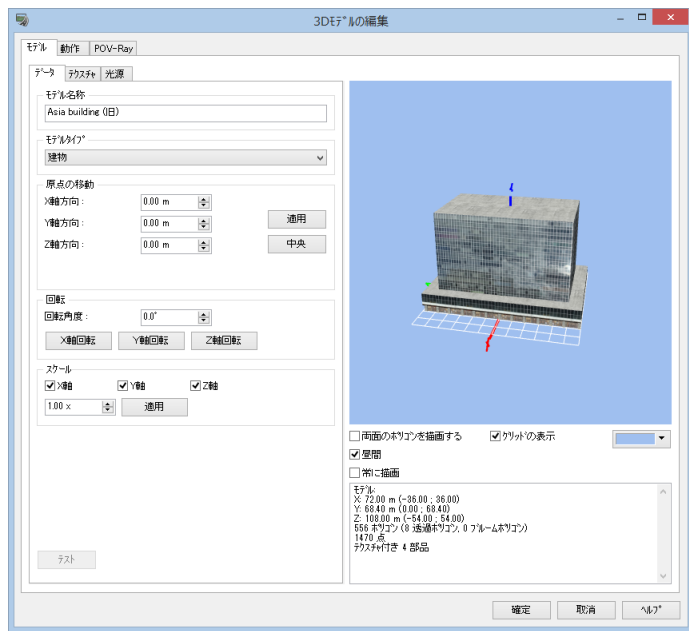 3Dﾓﾃﾞﾙの編集
ﾓﾃﾞﾙ 動作 POV-Ray
ﾃﾞｰﾀ ﾃｸｽﾁｬ 光源
ﾓﾃﾞﾙ名称
Asia building (旧)
ﾓﾃﾞﾙﾀｲﾌﾟ
建物
原点の移動
X軸方向 : 0.00 m
Y軸方向 : 0.00 m 適用
Z軸方向 : 0.00 m 中央
回転
回転角度 : 0.0°
X軸回転 Y軸回転 Z軸回転
ｽｹｰﾙ
X軸 Y軸 Z軸
1.00 x 適用
テスト
両面のﾎﾟﾘｺﾞﾝを描画する ｸﾞﾘｯﾄﾞの表示
昼間
常に描画
ﾓﾃﾞﾙ:
X: 72.00 m (-36.00 ; 36.00)
Y: 68.40 m (0.00 ; 68.40)
Z: 108.00 m (-54.00 ; 54.00)
556 ﾎﾟﾘｺﾞﾝ (8 透過ﾎﾟﾘｺﾞﾝ, 0 ﾌﾟﾙｰﾑﾎﾟﾘｺﾞﾝ)
1470 点
ﾃｸｽﾁｬ付き 4 部品
確定 取消 ﾍﾙﾌﾟ